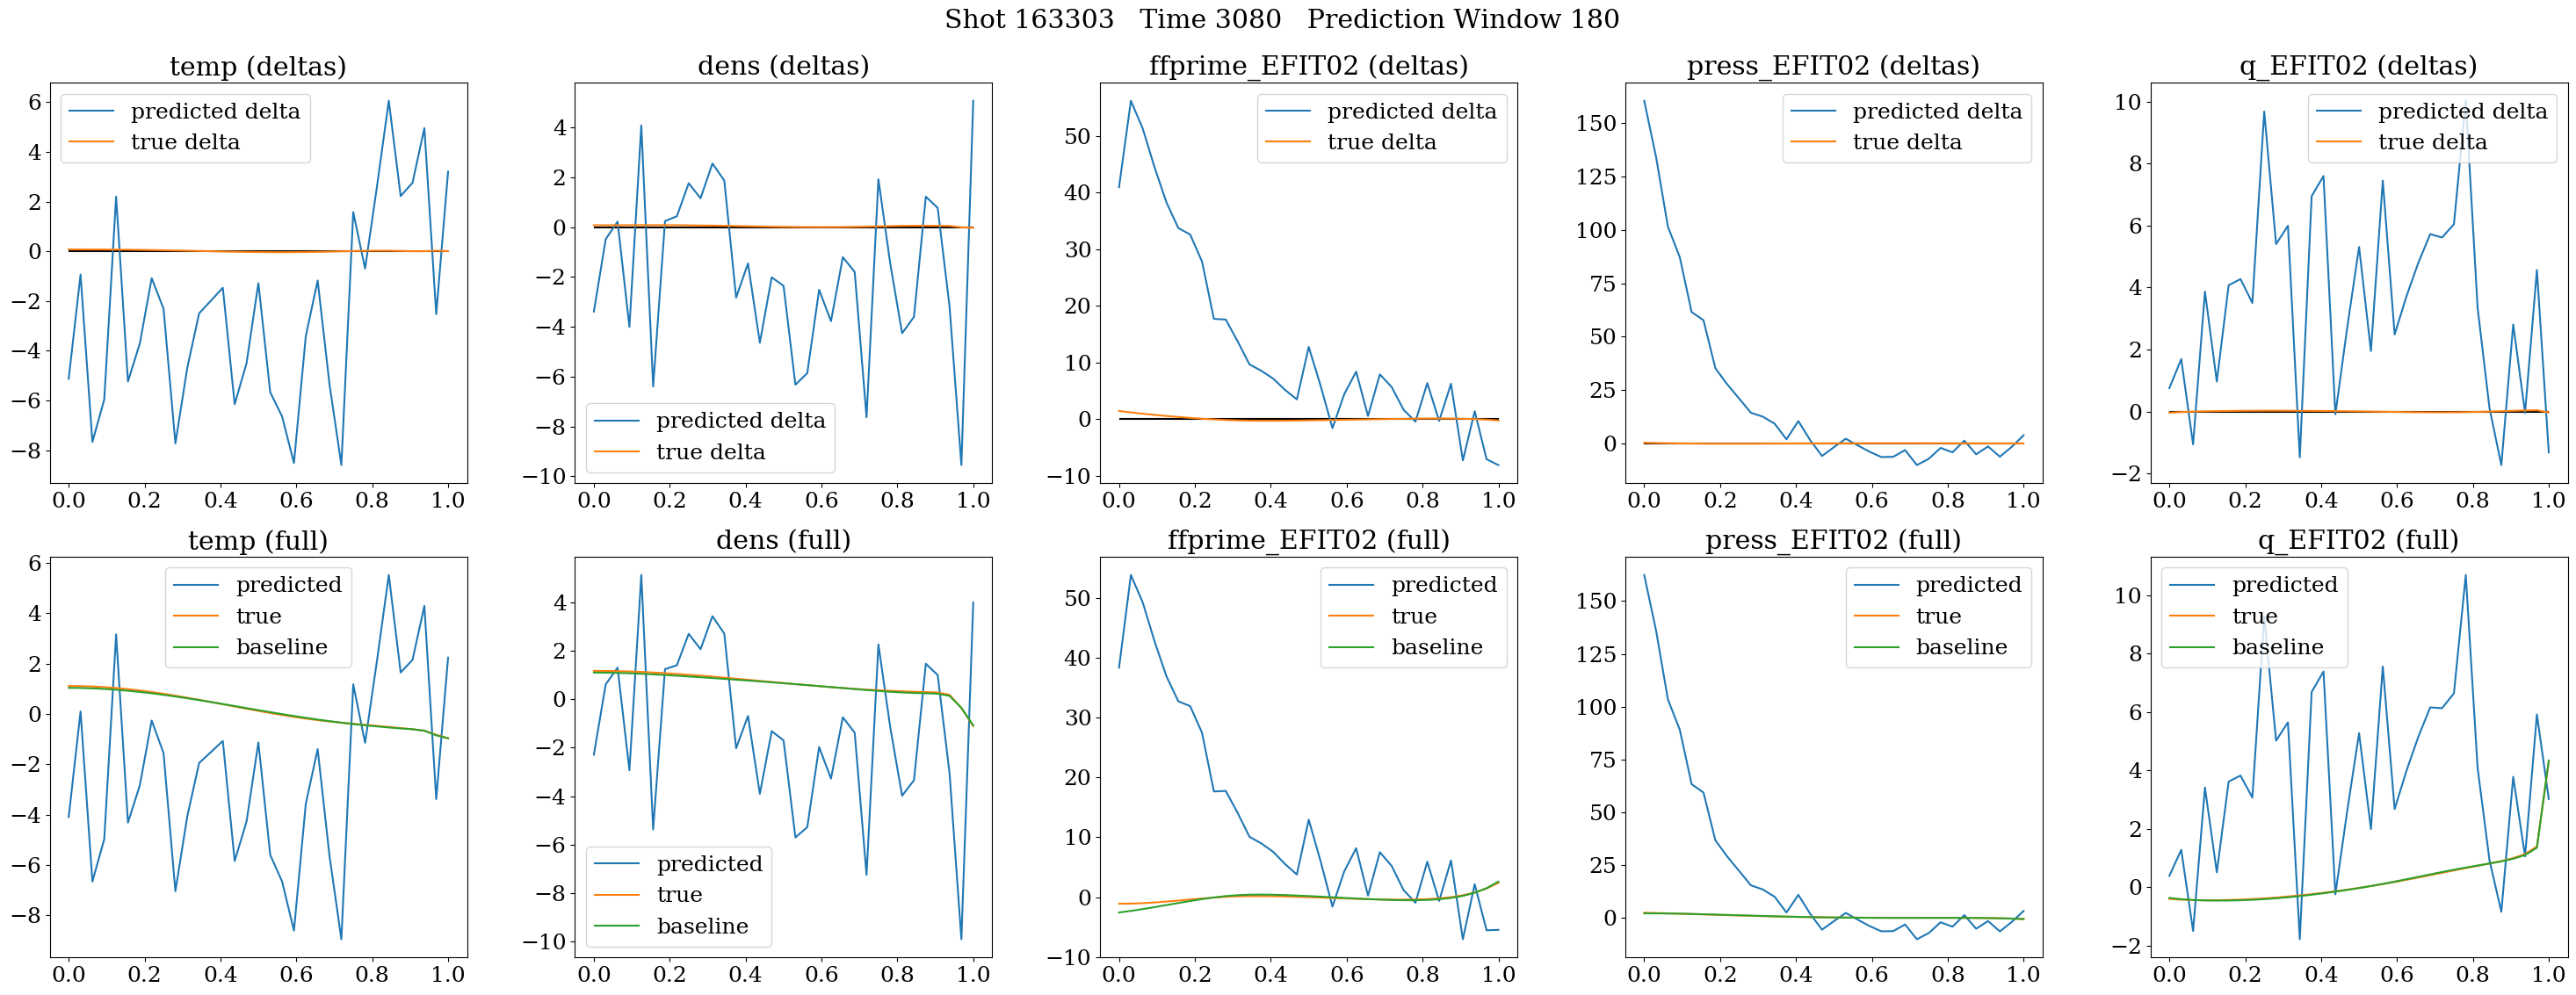 Shot 163303   Time 3080   Prediction Window 180
temp (deltas)
predicted delta
true delta
6
4
2
0
−2
−4
−6
−8
0.0 0.2 0.4 0.6 0.8 1.0
dens (deltas)
predicted delta
true delta
4
2
0
−2
−4
−6
−8
−10
0.0 0.2 0.4 0.6 0.8 1.0
ffprime_EFIT02 (deltas)
predicted delta
true delta
50
40
30
20
10
0
−10
0.0 0.2 0.4 0.6 0.8 1.0
press_EFIT02 (deltas)
predicted delta
true delta
150
125
100
75
50
25
0
0.0 0.2 0.4 0.6 0.8 1.0
q_EFIT02 (deltas)
predicted delta
true delta
10
8
6
4
2
0
−2
0.0 0.2 0.4 0.6 0.8 1.0
temp (full)
predicted
true
baseline
6
4
2
0
−2
−4
−6
−8
0.0 0.2 0.4 0.6 0.8 1.0
dens (full)
predicted
true
baseline
4
2
0
−2
−4
−6
−8
−10
0.0 0.2 0.4 0.6 0.8 1.0
ffprime_EFIT02 (full)
predicted
true
baseline
50
40
30
20
10
0
−10
0.0 0.2 0.4 0.6 0.8 1.0
press_EFIT02 (full)
predicted
true
baseline
150
125
100
75
50
25
0
0.0 0.2 0.4 0.6 0.8 1.0
q_EFIT02 (full)
predicted
true
baseline
10
8
6
4
2
0
−2
0.0 0.2 0.4 0.6 0.8 1.0